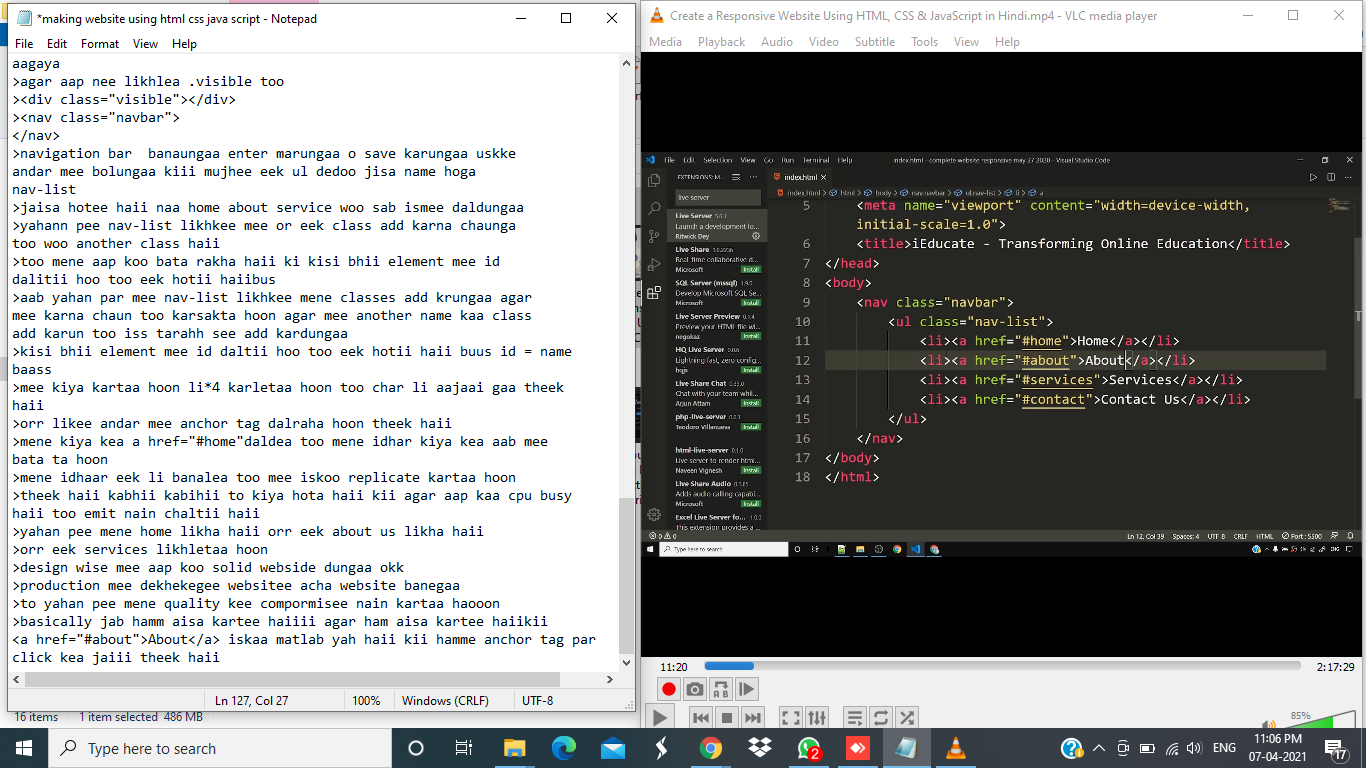 *making website using html css java script - Notepad
File Edit Format View Help
aagaya
>agar aap nee likhlea .visible too
><div class="visible"></div>
><nav class="navbar">
</nav>
>navigation bar  banaungaa enter marungaa o save karungaa uskke
andar mee bolungaa kiii mujhee eek ul dedoo jisa name hoga
nav-list
>jaisa hotee haii naa home about service woo sab ismee daldungaa
>yahann pee nav-list likhkee mee or eek class add karna chaunga
too woo another class haii
>too mene aap koo bata rakha haii ki kisi bhii element mee id
dalitii hoo too eek hotii haiibus
>aab yahan par mee nav-list likhkee mene classes add krungaa agar
mee karna chaun too karsakta hoon agar mee another name kaa class
add karun too iss tarahh see add kardungaa
>kisi bhii element mee id daltii hoo too eek hotii haii buus id = name
baass
>mee kiya kartaa hoon li*4 karletaa hoon too char li aajaai gaa theek
haii
>orr likee andar mee anchor tag dalraha hoon theek haii
>mene kiya kea a href="#home"daldea too mene idhar kiya kea aab mee
bata ta hoon
>mene idhaar eek li banalea too mee iskoo replicate kartaa hoon
>theek haii kabhii kabihii to kiya hota haii kii agar aap kaa cpu busy
haii too emit nain chaltii haii
>yahan pee mene home likha haii orr eek about us likha haii
>orr eek services likhletaa hoon
>design wise mee aap koo solid webside dungaa okk
>production mee dekhekegee websitee acha website banegaa
>to yahan pee mene quality kee compormisee nain kartaa haooon
>basically jab hamm aisa kartee haiiii agar ham aisa kartee haiikii
<a href="#about">About</a> iskaa matlab yah haii kii hamme anchor tag par
click kea jaiii theek haii
Ln 127, Col 27 100% Windows (CRLF) UTF-8
16 items 1 item selected 486 MB
Create a Responsive Website Using HTML, CSS & JavaScript in Hindi.mp4 - VLC media player
Media Playback Audio Video Subtitle Tools View Help
File Edit Selection View Go Run Terminal Help index.html - complete website responsive may 27 2020 - Visual Studio Code
EXTENSIONS: M...
live server
Live Server 5.6.1
Launch a development lo...
Ritwick Dey
Live Share
Real-time collaborative d...
Microsoft Install
SQL Server (mssql) 1.9.0
Develop Microsoft SQL Se...
Microsoft Install
Live Server Preview 0.1.4
Preview your HTML file wi...
negokaz Install
HQ Live Server
Lightning fast, zero config...
hqjs Install
Live Share Chat 0.33.0
Chat with your team whil...
Arjun Attam Install
php-live-server
Teodoro Villanueva Install
html-live-server 0.1.0
Live server to render html...
Naveen Vignesh Install
Live Share Audio
Adds audio calling capabi...
Microsoft Install
Excel Live Server fo... 1.0.0
This extension provides a ...
index.html
index.html > html > body > nav.navbar > ul.nav-list > li > a
5 <meta name="viewport" content="width=device-width,
initial-scale=1.0">
6 <title>iEducate - Transforming Online Education</title>
7 </head>
8 <body>
9 <nav class="navbar">
10 <ul class="nav-list">
11 <li><a href="#home">Home</a></li>
12 <li><a href="#about">About</a></li>
13 <li><a href="#services">Services</a></li>
14 <li><a href="#contact">Contact Us</a></li>
15 </ul>
16 </nav>
17 </body>
18 </html>
0 0 Ln 12, Col 39 Spaces: 4 UTF-8 CRLF HTML Port : 5500
Type here to search
11:20 2:17:29
85%
Type here to search
2
ENG
11:06 PM
07-04-2021
17